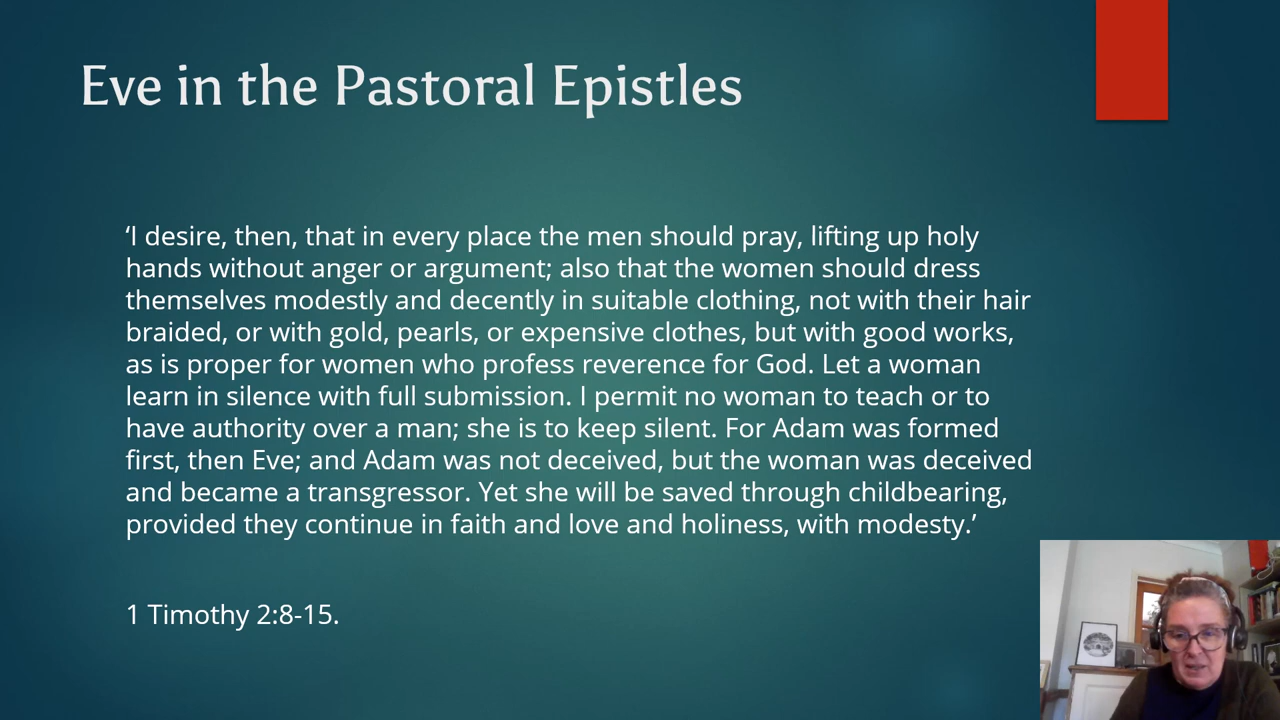 Eve in the Pastoral Epistles
‘I desire, then, that in every place the men should pray, lifting up holy
hands without anger or argument; also that the women should dress
themselves modestly and decently in suitable clothing, not with their hair
braided, or with gold, pearls, or expensive clothes, but with good works,
as is proper for women who profess reverence for God. Let a woman
learn in silence with full submission. I permit no woman to teach or to
have authority over a man; she is to keep silent. For Adam was formed
first, then Eve; and Adam was not deceived, but the woman was deceived
and became a transgressor. Yet she will be saved through childbearing,
provided they continue in faith and love and holiness, with modesty.’
1 Timothy 2:8-15.